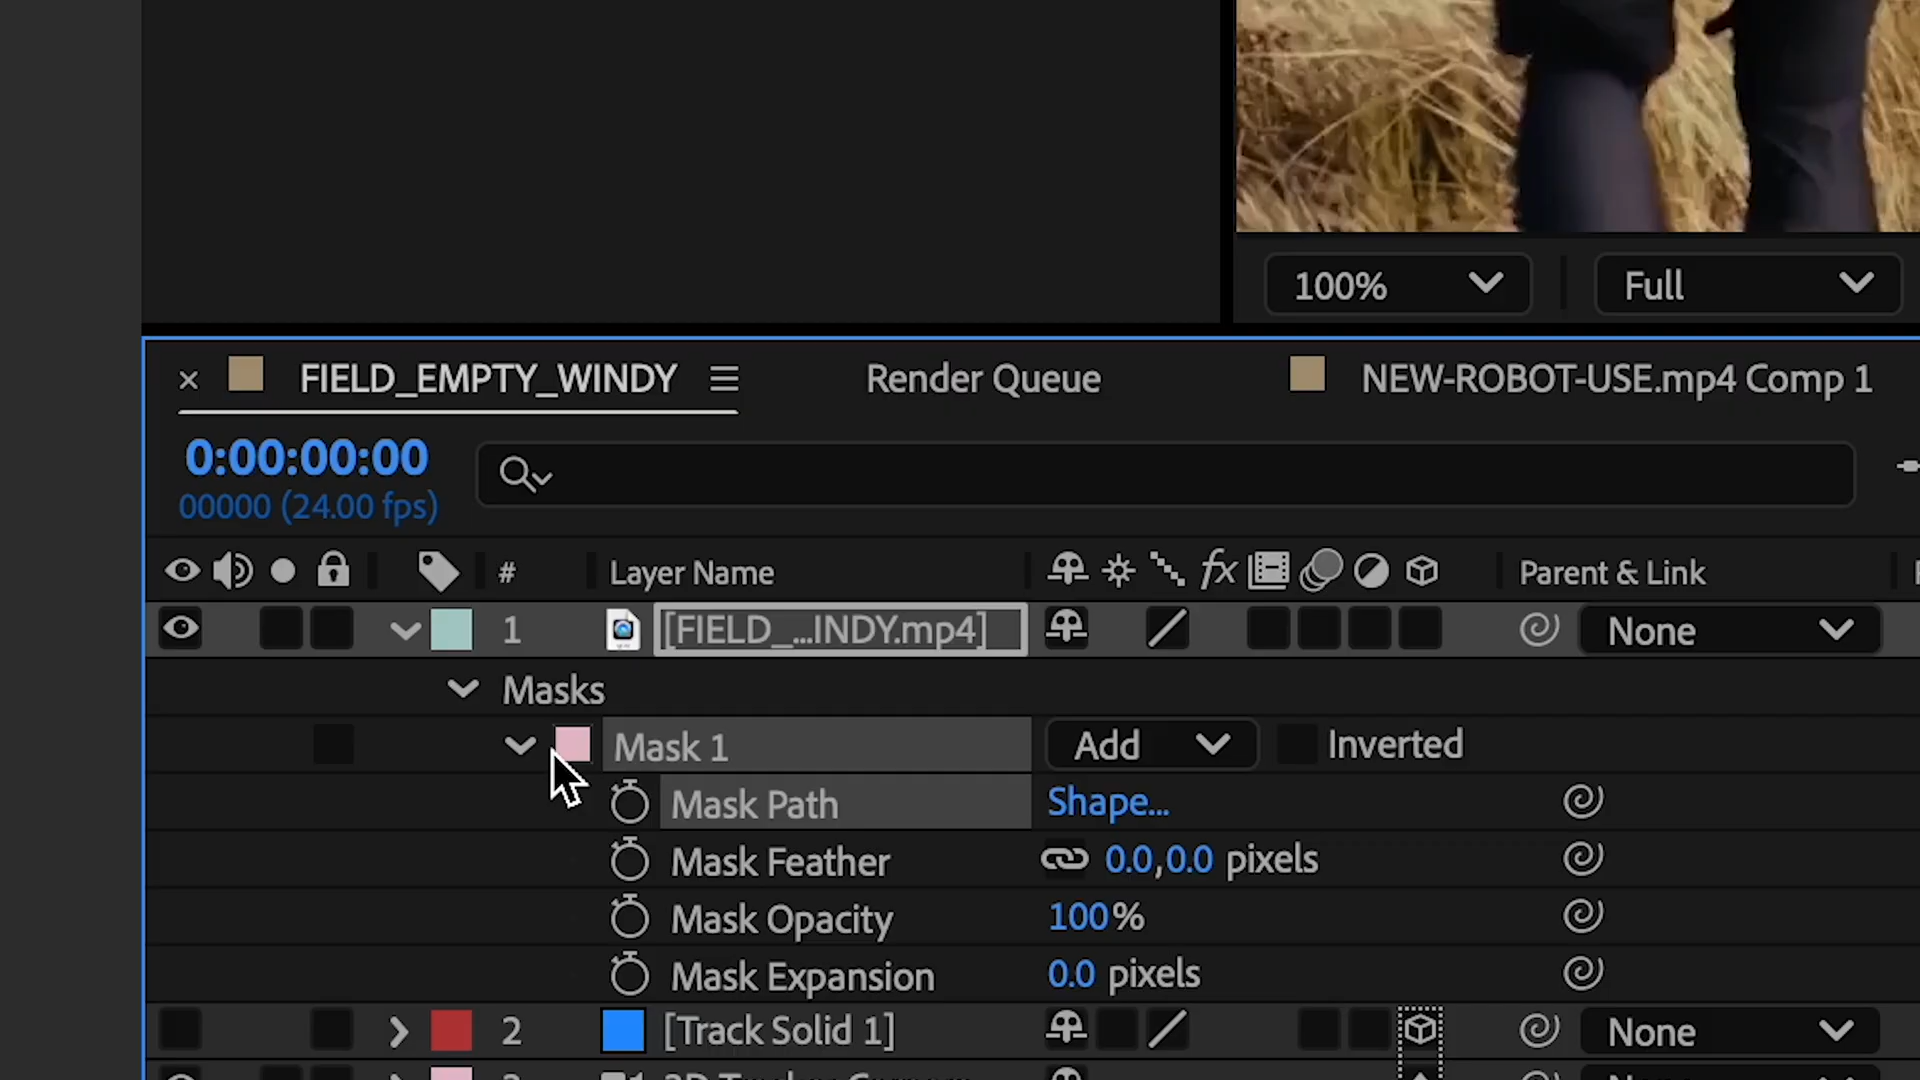 100%
Full
FIELD_EMPTY_WINDY
Render Queue
NEW-ROBOT-USE.mp4 Comp 1
0:00:00:00
00000 (24.00 fps)
#
Layer Name
fx
Parent & Link
1
[FIELD_...INDY.mp4]
None
Masks
Mask 1
Add
Inverted
Mask Path
Shape...
Mask Feather
0.0,0.0 pixels
Mask Opacity
100%
Mask Expansion
0.0 pixels
2
[Track Solid 1]
None